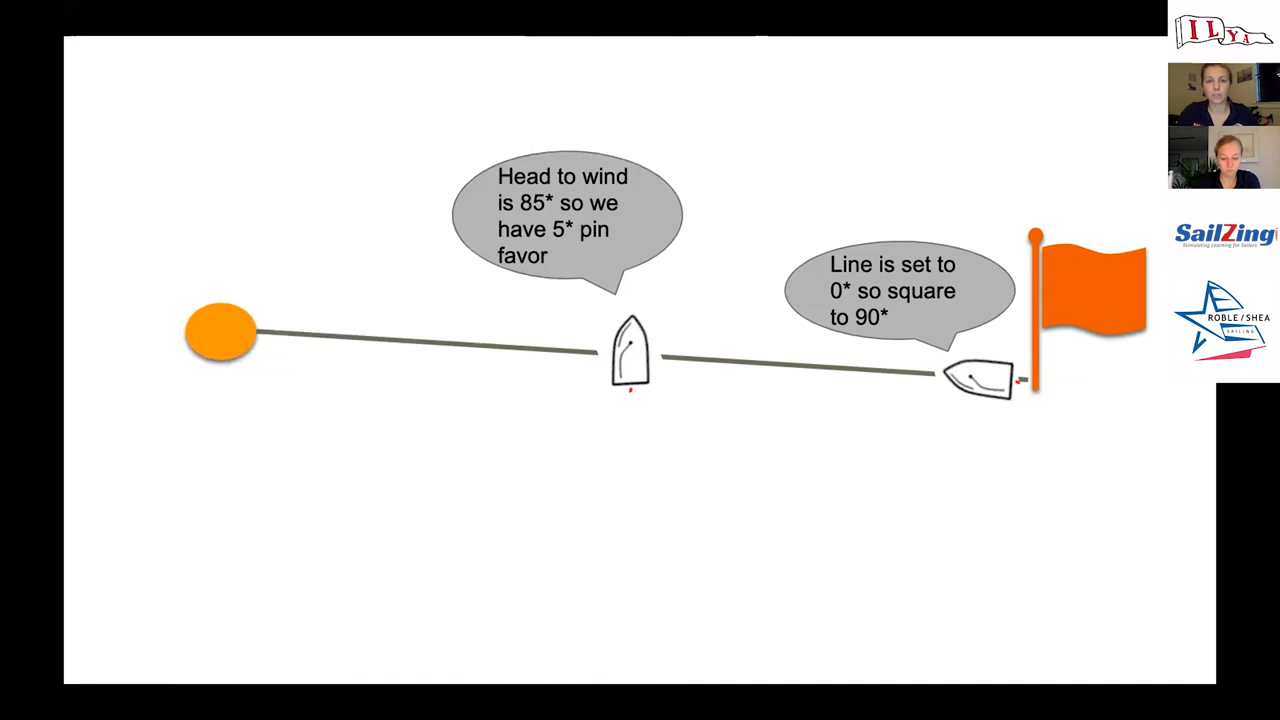 ILYA
Head to wind
is 85* so we
have 5* pin
favor
Line is set to
0* so square
to 90*
SailZing
Stimulating Learning for Sailors
ROBLE/SHEA
SAILING